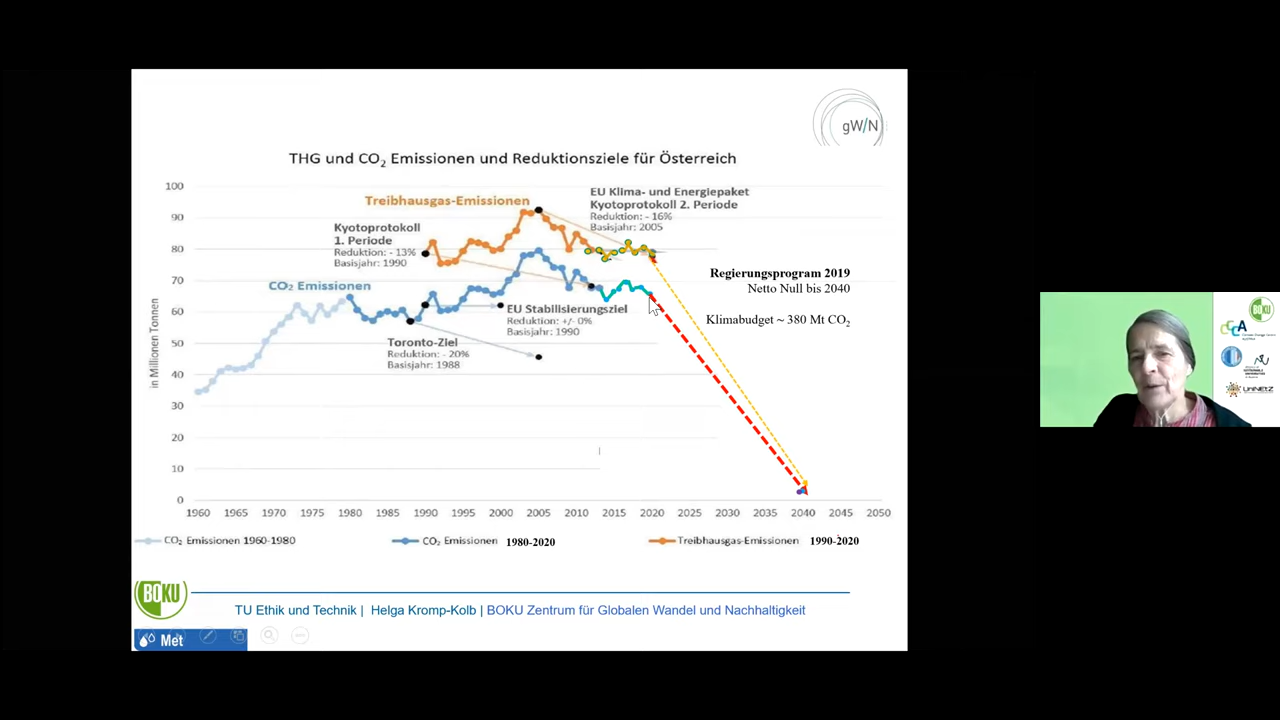 gW/N
THG und CO₂ Emissionen und Reduktionsziele für Österreich
100
90
80
70
60
50
40
30
20
10
0
in Millionen Tonnen
Treibhausgas-Emissionen
EU Klima- und Energiepaket
Kyotoprotokoll 2. Periode
Reduktion: - 16%
Basisjahr: 2005
Kyotoprotokoll
1. Periode
Reduktion: - 13%
Basisjahr: 1990
CO₂ Emissionen
EU Stabilisierungsziel
Reduktion: +/- 0%
Basisjahr: 1990
Toronto-Ziel
Reduktion: - 20%
Basisjahr: 1988
Regierungsprogram 2019
Netto Null bis 2040
Klimabudget ~ 380 Mt CO₂
1960 1965 1970 1975 1980 1985 1990 1995 2000 2005 2010 2015 2020 2025 2030 2035 2040 2045 2050
CO₂ Emissionen 1960-1980
CO₂ Emissionen 1980-2020
Treibhausgas-Emissionen 1990-2020
BOKU
TU Ethik und Technik | Helga Kromp-Kolb | BOKU Zentrum für Globalen Wandel und Nachhaltigkeit
Met
BOKU
CCCA
UniNEtZ